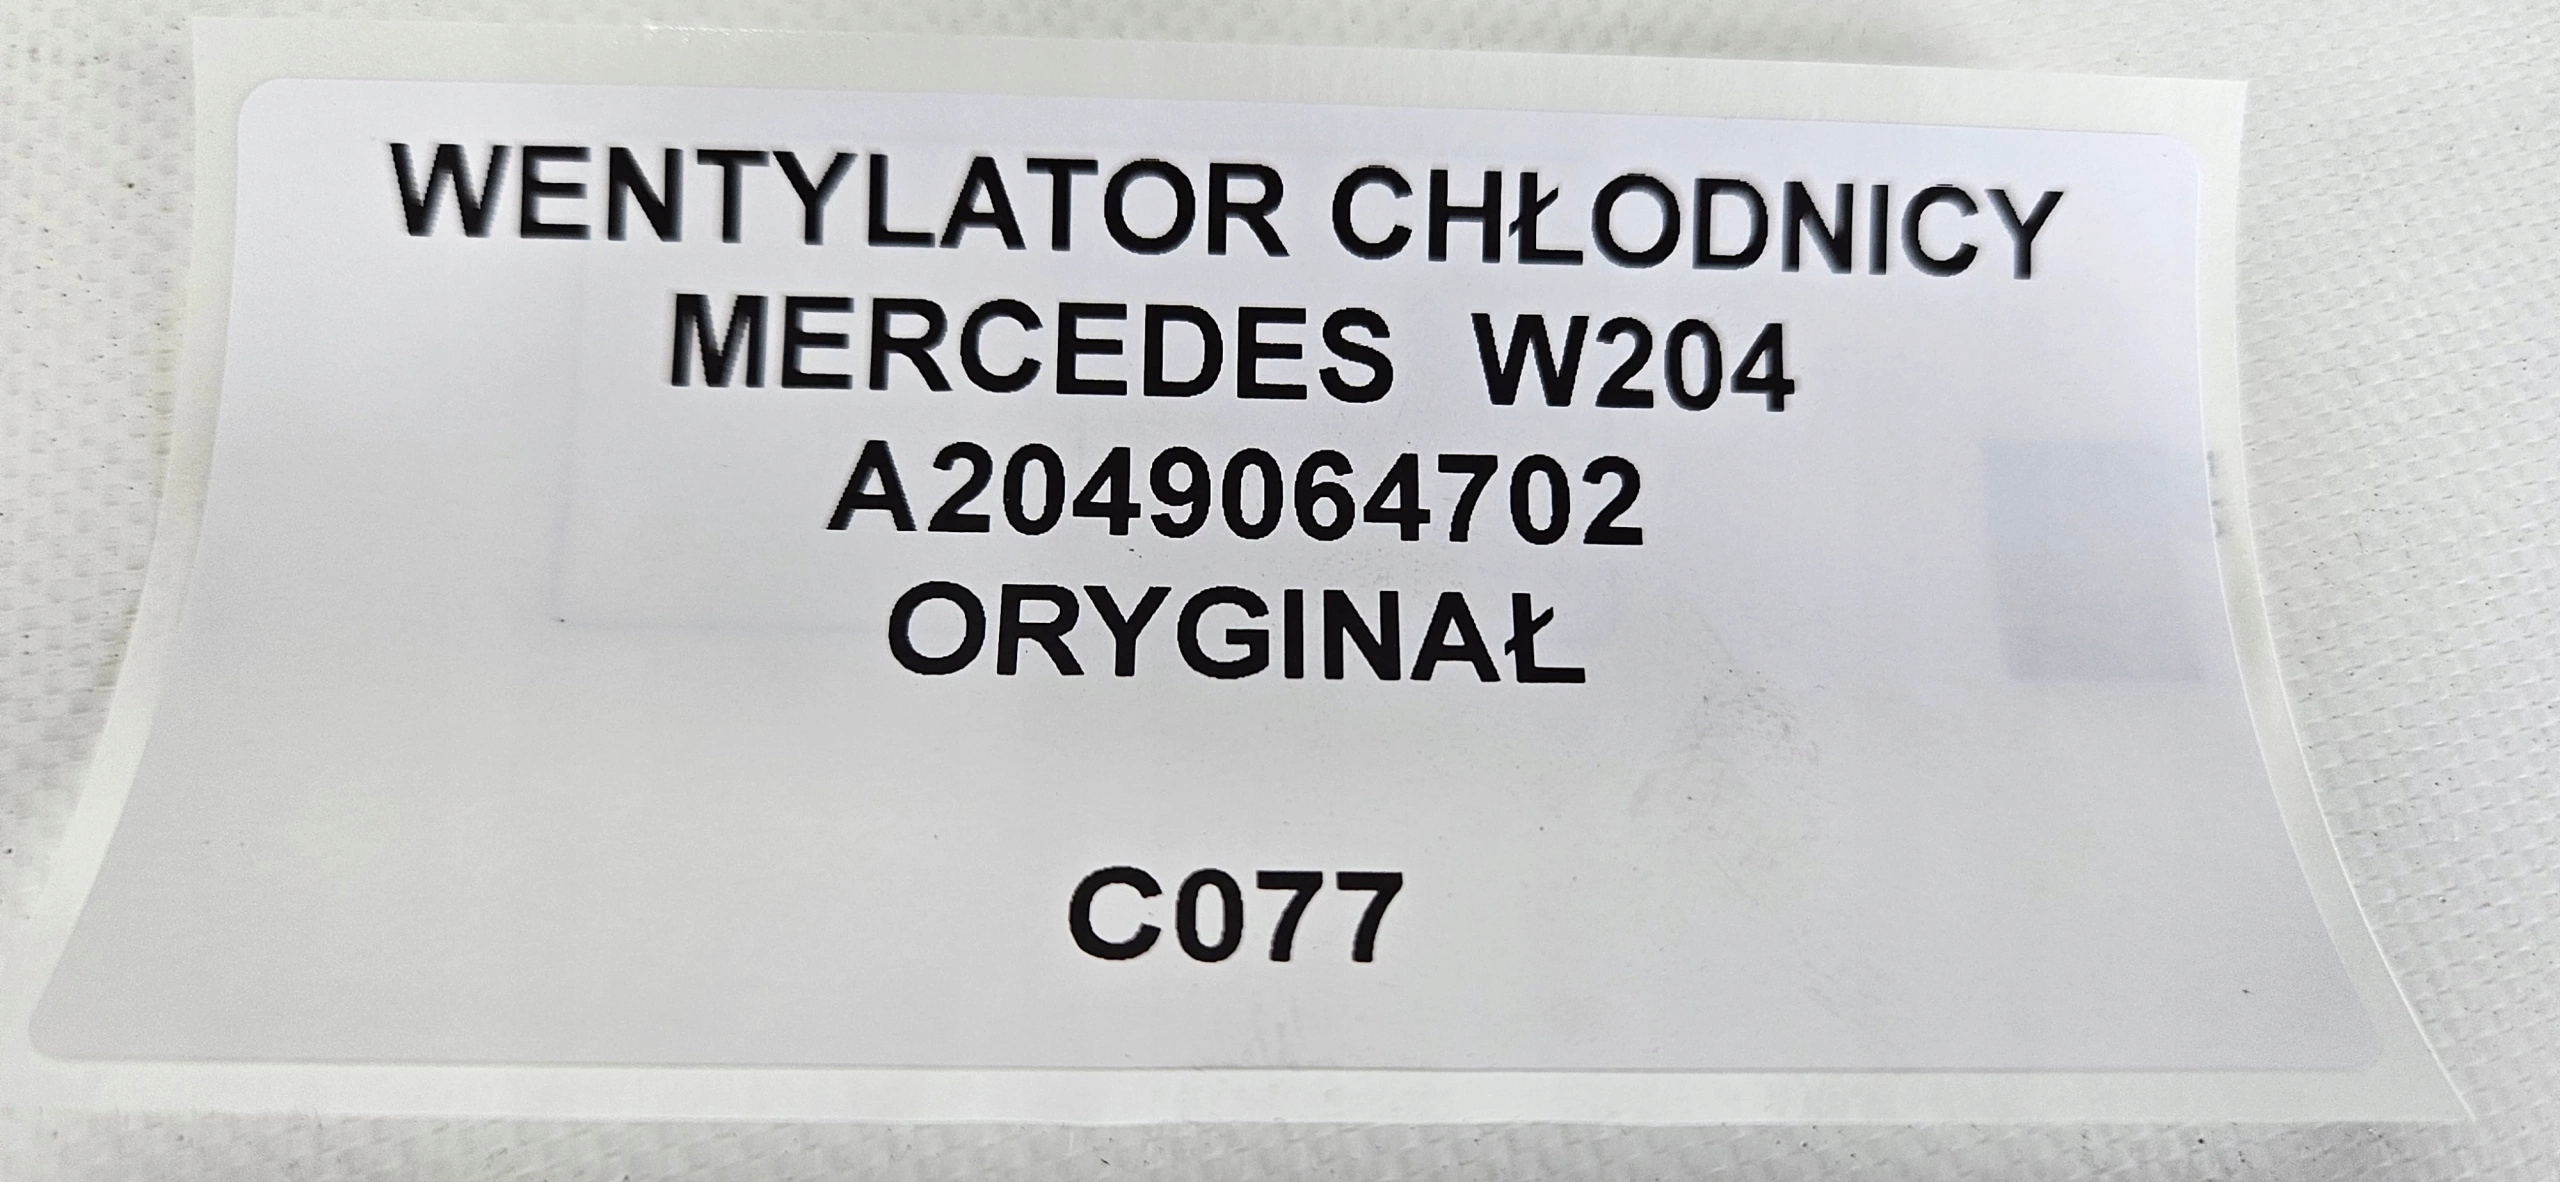 WENTYLATOR CHŁODNICY
MERCEDES W204
A2049064702
ORYGINAŁ
C077